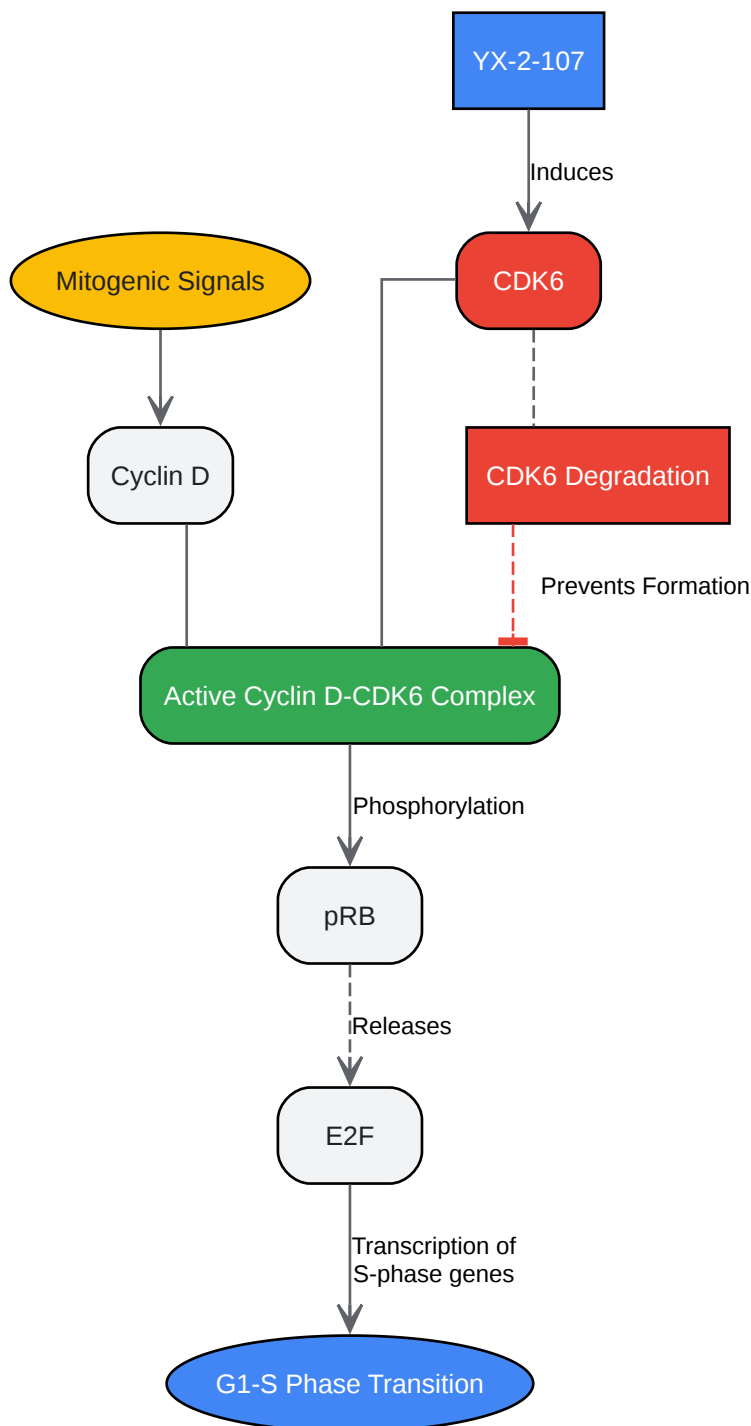 YX-2-107
Induces
Mitogenic Signals
CDK6
Cyclin D
CDK6 Degradation
Prevents Formation
Active Cyclin D-CDK6 Complex
Phosphorylation
pRB
Releases
E2F
Transcription of
S-phase genes
G1-S Phase Transition